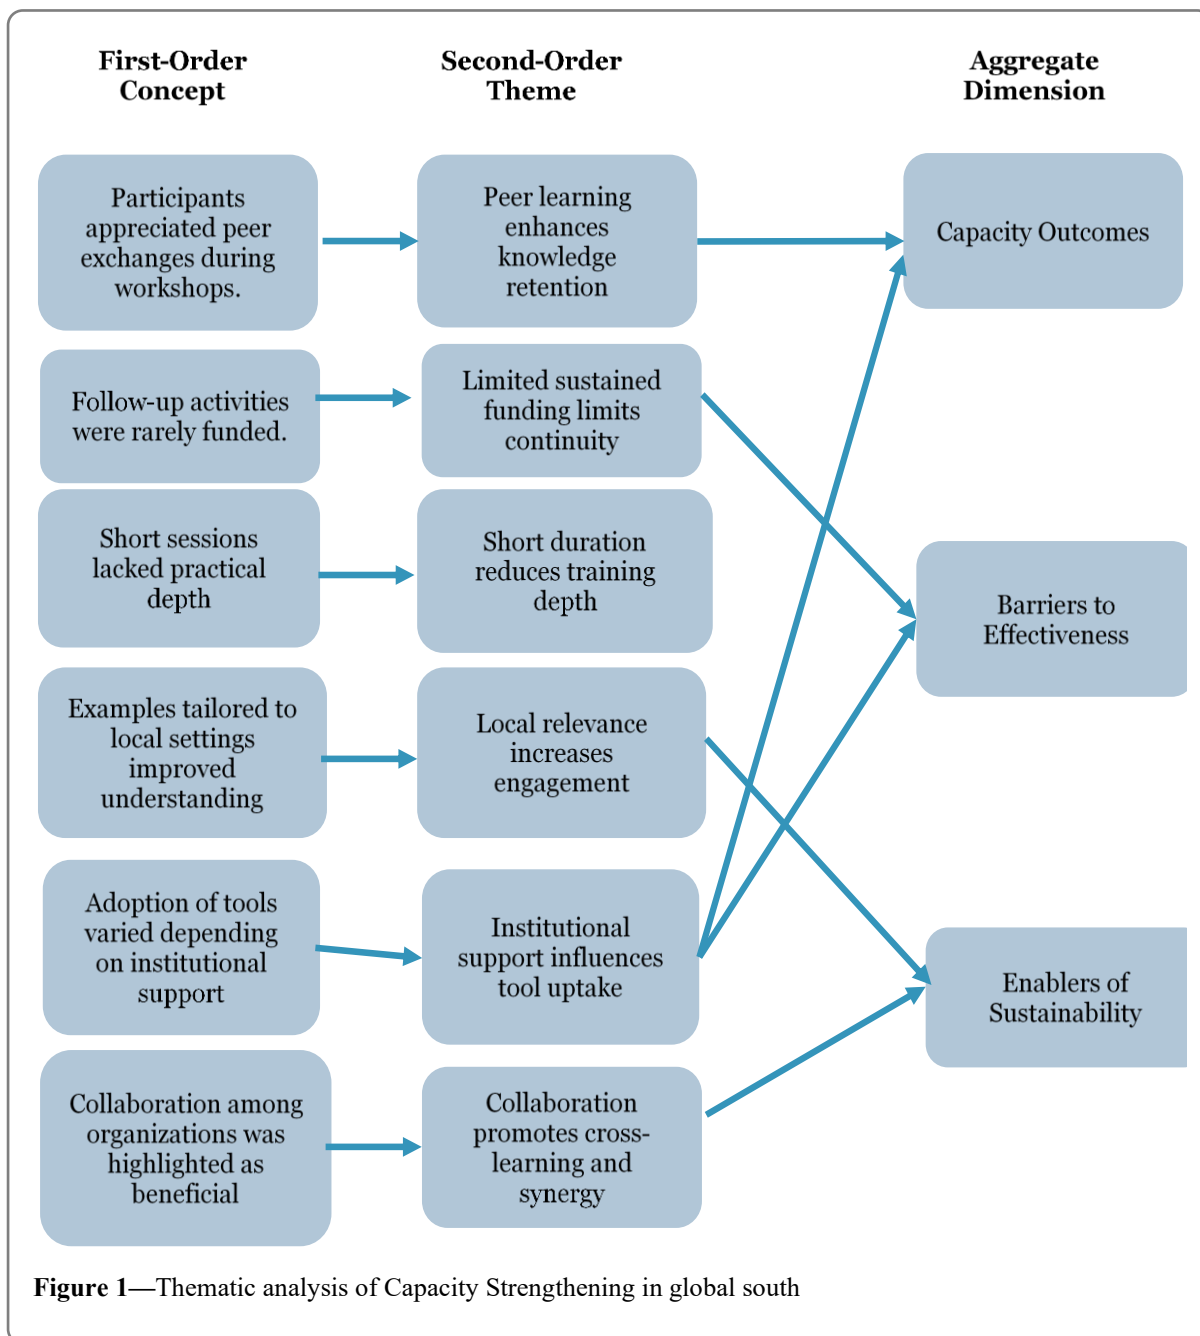 First-Order
Concept
Second-Order
Theme
Aggregate
Dimension
Participants
appreciated peer
exchanges during
workshops.
Peer learning
enhances
knowledge
retention
Capacity Outcomes
Follow-up activities
were rarely funded.
Limited sustained
funding limits
continuity
Short sessions
lacked practical
depth
Short duration
reduces training
depth
Barriers to
Effectiveness
Examples tailored to
local settings
improved
understanding
Local relevance
increases
engagement
Adoption of tools
varied depending
on institutional
support
Institutional
support influences
tool uptake
Enablers of
Sustainability
Collaboration among
organizations was
highlighted as
beneficial
Collaboration
promotes cross-
learning and
synergy
Figure 1—Thematic analysis of Capacity Strengthening in global south